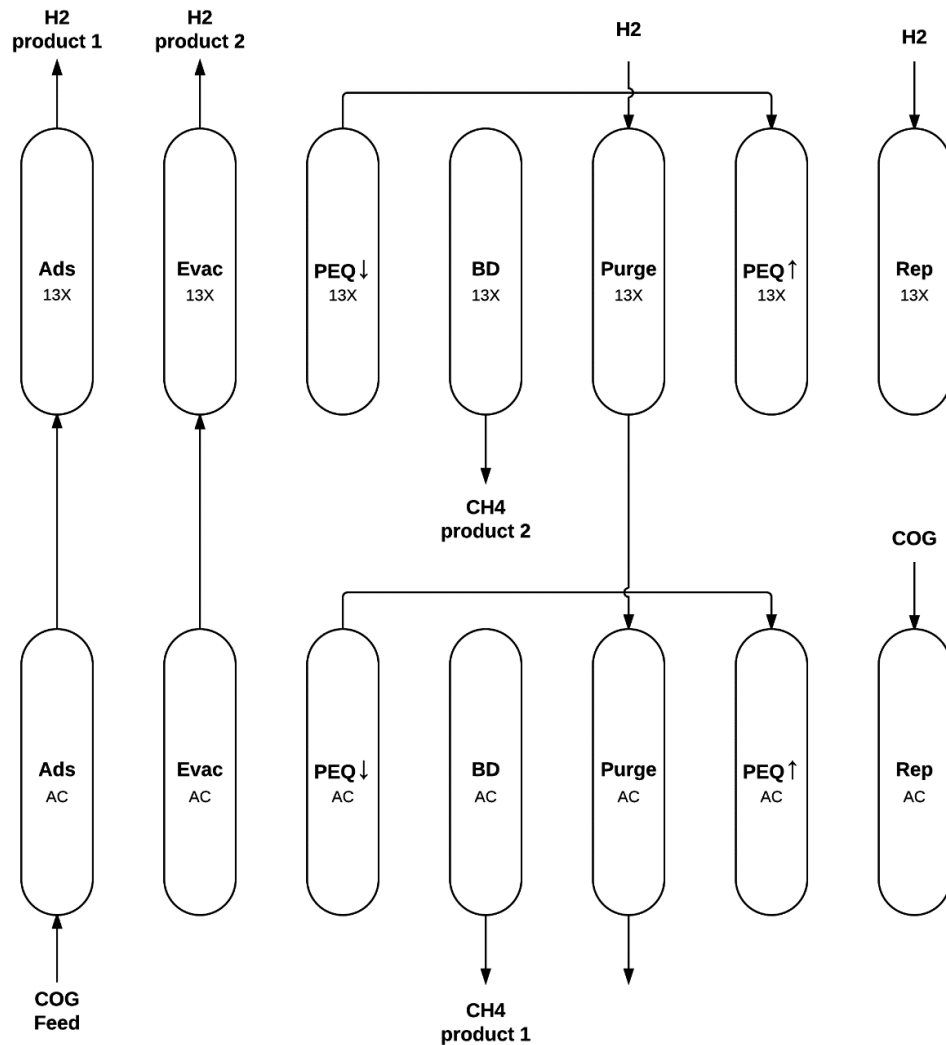 H2
product 1
H2
product 2
H2
H2
Ads
13X
Evac
13X
PEQ↓
13X
BD
13X
Purge
13X
PEQ↑
13X
Rep
13X
CH4
product 2
COG
Ads
AC
Evac
AC
PEQ↓
AC
BD
AC
Purge
AC
PEQ↑
AC
Rep
AC
COG
Feed
CH4
product 1